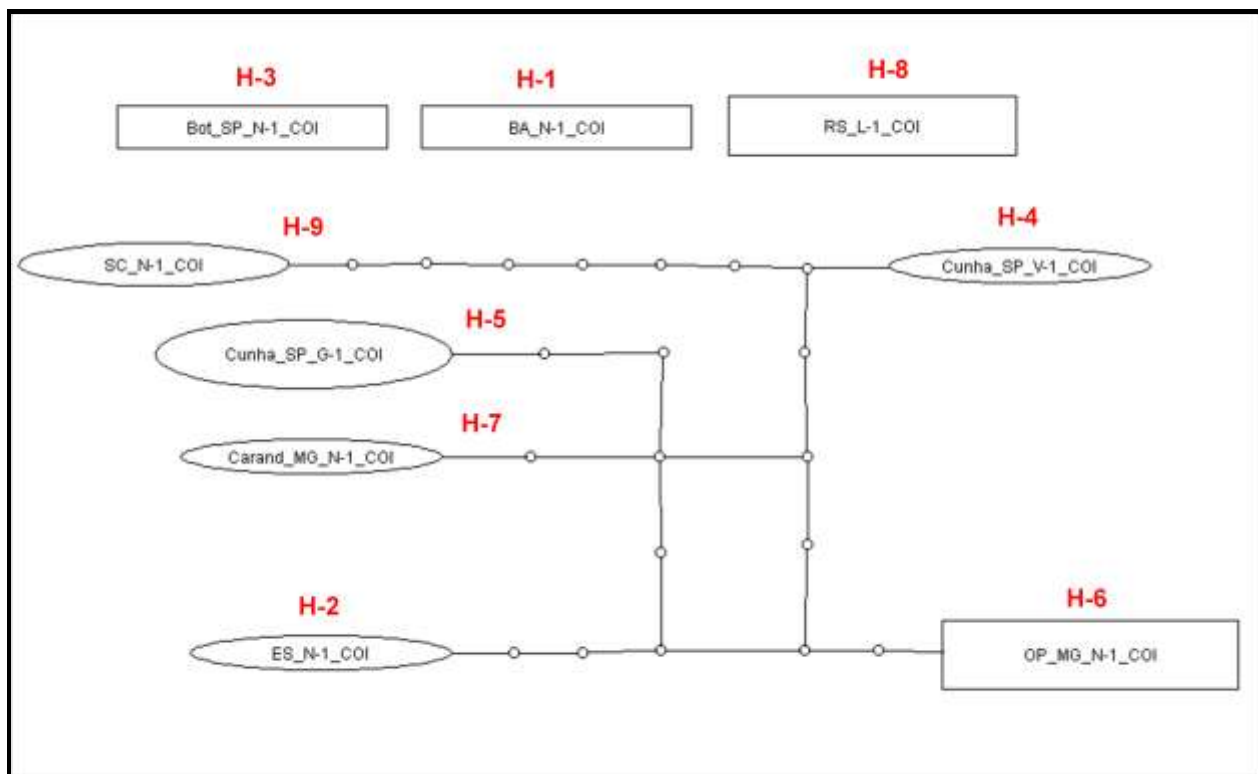 H-3
H-1
H-8
Bot_SP_N-1_COI
BA_N-1_COI
RS_L-1_COI
H-9
H-4
SC_N-1_COI
Cunha_SP_V-1_COI
H-5
Cunha_SP_G-1_COI
H-7
Carand_MG_N-1_COI
H-2
H-6
ES_N-1_COI
OP_MG_N-1_COI